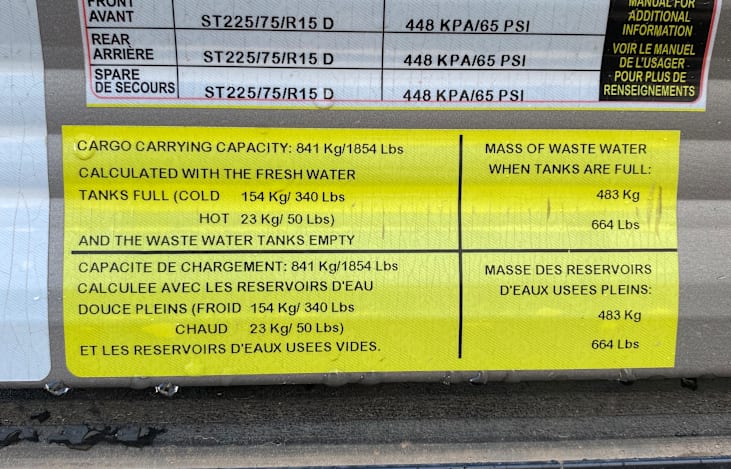 FRONT
AVANT ST225/75/R15 D 448 KPA/65 PSI
REAR
ARRIÈRE ST225/75/R15 D 448 KPA/65 PSI
SPARE
DE SECOURS ST225/75/R15 D 448 KPA/65 PSI
MANUAL FOR
ADDITIONAL
INFORMATION
VOIR LE MANUEL
DE L'USAGER
POUR PLUS DE
RENSEIGNEMENTS
CARGO CARRYING CAPACITY: 841 Kg/1854 Lbs
CALCULATED WITH THE FRESH WATER
TANKS FULL (COLD 154 Kg/ 340 Lbs
HOT 23 Kg/ 50 Lbs)
AND THE WASTE WATER TANKS EMPTY
MASS OF WASTE WATER
WHEN TANKS ARE FULL:
483 Kg
664 Lbs
CAPACITE DE CHARGEMENT: 841 Kg/1854 Lbs
CALCULEE AVEC LES RESERVOIRS D'EAU
DOUCE PLEINS (FROID 154 Kg/ 340 Lbs
CHAUD 23 Kg/ 50 Lbs)
ET LES RESERVOIRS D'EAUX USEES VIDES.
MASSE DES RESERVOIRS
D'EAUX USEES PLEINS:
483 Kg
664 Lbs